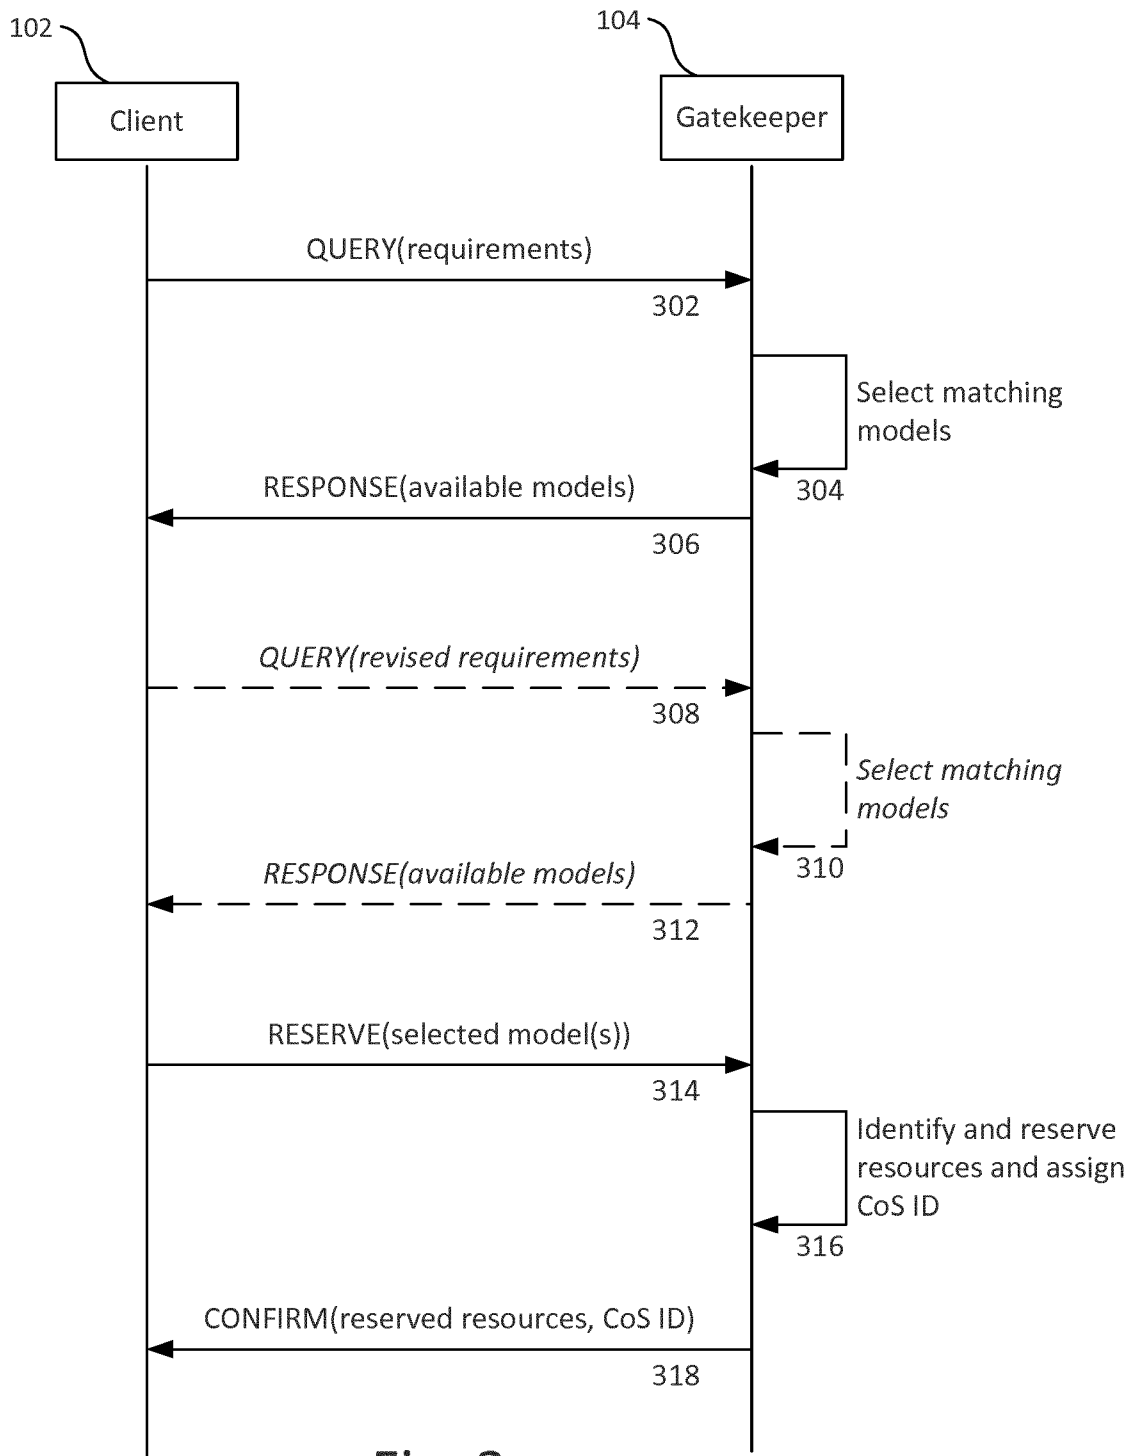 102
104
Client
Gatekeeper
QUERY(requirements)
302
Select matching
models
304
RESPONSE(available models)
306
QUERY(revised requirements)
308
Select matching
models
310
RESPONSE(available models)
312
RESERVE(selected model(s))
314
Identify and reserve
resources and assign
CoS ID
316
CONFIRM(reserved resources, CoS ID)
318